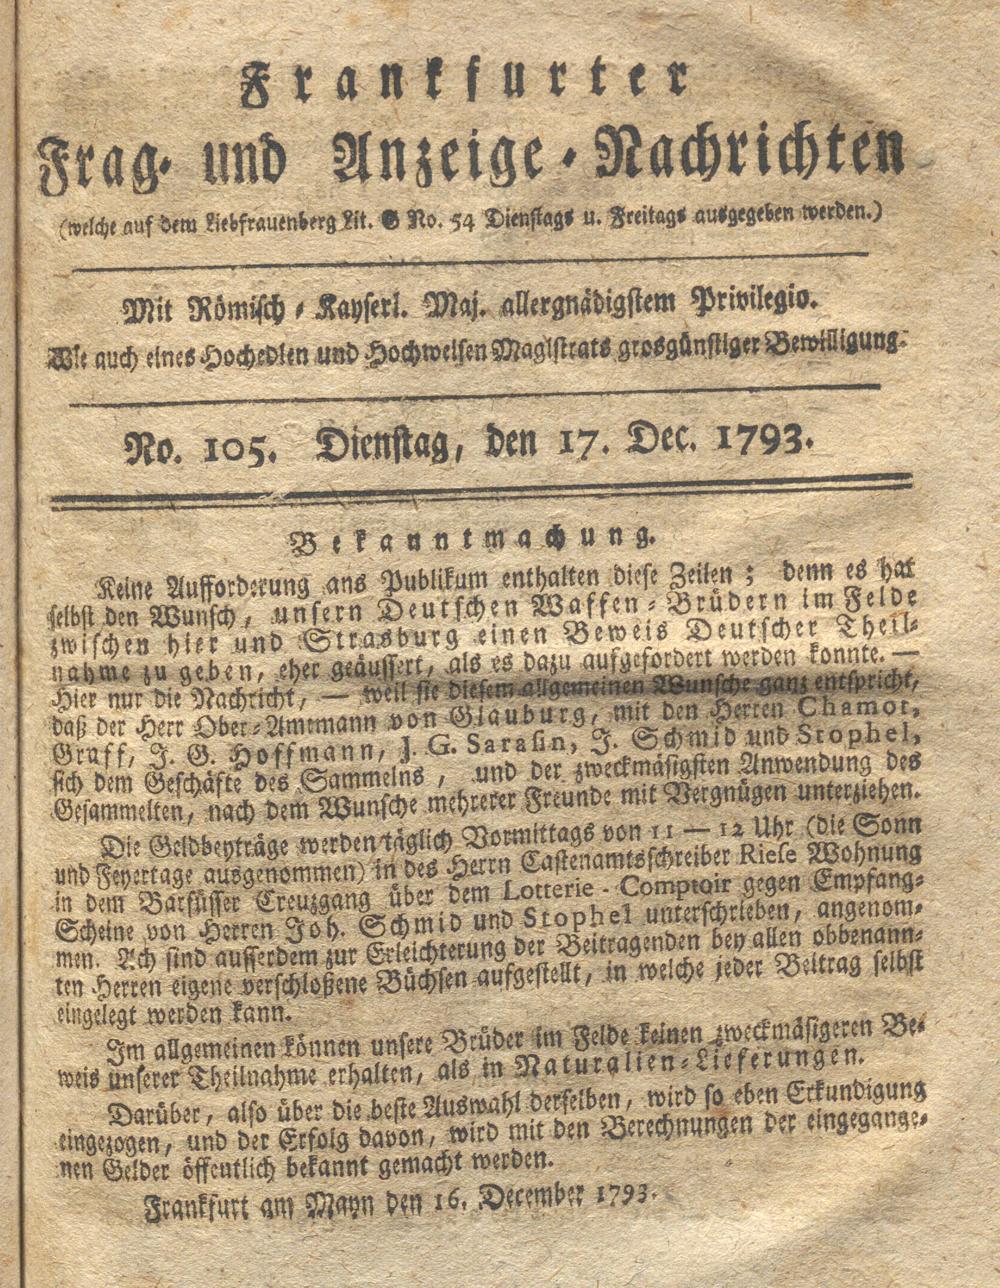 Frankfurter
Frag- und Anzeige-Nachrichten
(welche auf dem Liebfrauenberg Lit. G No. 54 Dienstags u. Freitags ausgegeben werden.)
Mit Römisch-Kayserl. Maj. allergnädigstem Privilegio.
Wie auch eines Hochedlen und Hochweisen Magistrats grosgünstiger Bewilligung.
No. 105. Dienstag, den 17. Dec. 1793.
Bekanntmachung.
Keine Aufforderung ans Publikum enthalten diese Zeilen; denn es hat
selbst den Wunsch, unsern Deutschen Waffen-Brüdern im Felde
zwischen hier und Strasburg einen Beweis Deutscher Theil-
nahme zu geben, eher geäussert, als es dazu aufgefordert werden konnte. —
Hier nur die Nachricht, — weil sie diesem allgemeinen Wunsche ganz entspricht,
daß der Herr Ober-Amtmann von Glauburg, mit den Herren Chamot,
Graff, J. G. Hoffmann, J. G. Sarasin, J. Schmid und Stophel,
sich dem Geschäfte des Sammelns, und der zweckmäsigsten Anwendung des
Gesammelten, nach dem Wunsche mehrerer Freunde mit Vergnügen unterziehen.
Die Geldbeyträge werden täglich Vormittags von 11 — 12 Uhr (die Sonn
und Feyertage ausgenommen) in des Herrn Castenamtsschreiber Riese Wohnung
in dem Barfüsser Creuzgang über dem Lotterie-Comptoir gegen Empfang-
Scheine von Herren Joh. Schmid und Stophel unterschrieben, angenom-
men. Ach sind ausserdem zur Erleichterung der Beitragenden bey allen obbenann-
ten Herren eigene verschloßene Büchsen aufgestellt, in welche jeder Beitrag selbst
eingelegt werden kann.
Im allgemeinen können unsere Brüder im Felde keinen zweckmäsigeren Be-
weis unserer Theilnahme erhalten, als in Naturalien-Lieferungen.
Darüber, also über die beste Auswahl derselben, wird so eben Erkundigung
eingezogen, und der Erfolg davon, wird mit den Berechnungen der eingegange-
nen Gelder öffentlich bekannt gemacht werden.
Frankfurt am Mayn den 16. December 1793.